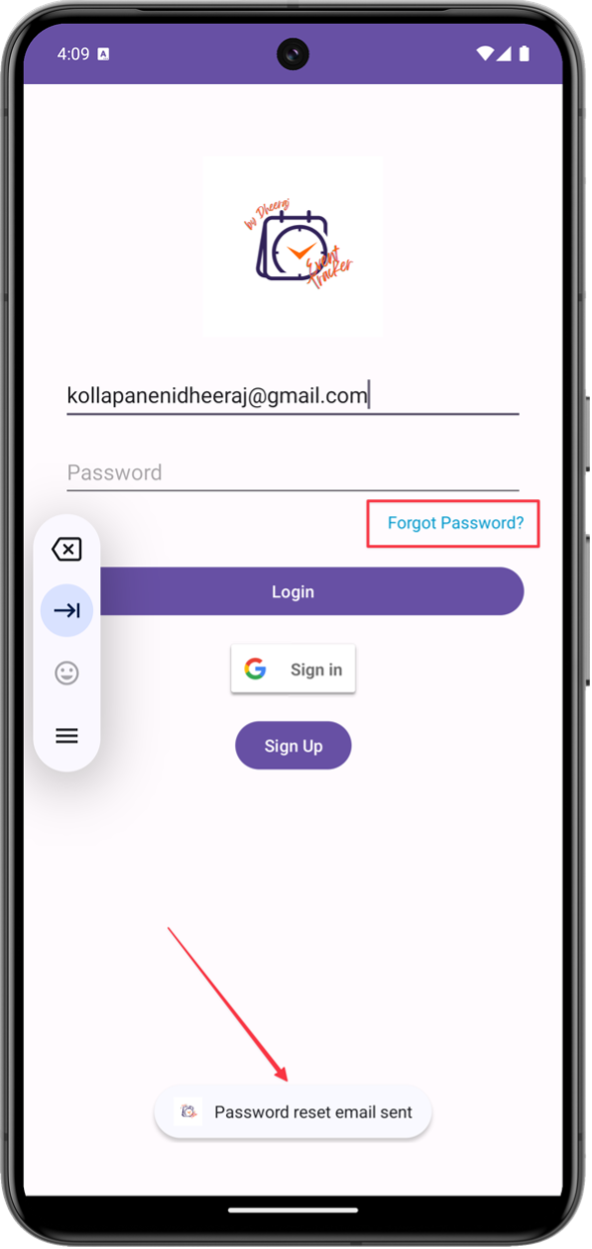 4:09 A
by Dheeraj
Event
Tracker
kollapanenidheeraj@gmail.com
Password
Forgot Password?
Login
G Sign in
Sign Up
Password reset email sent